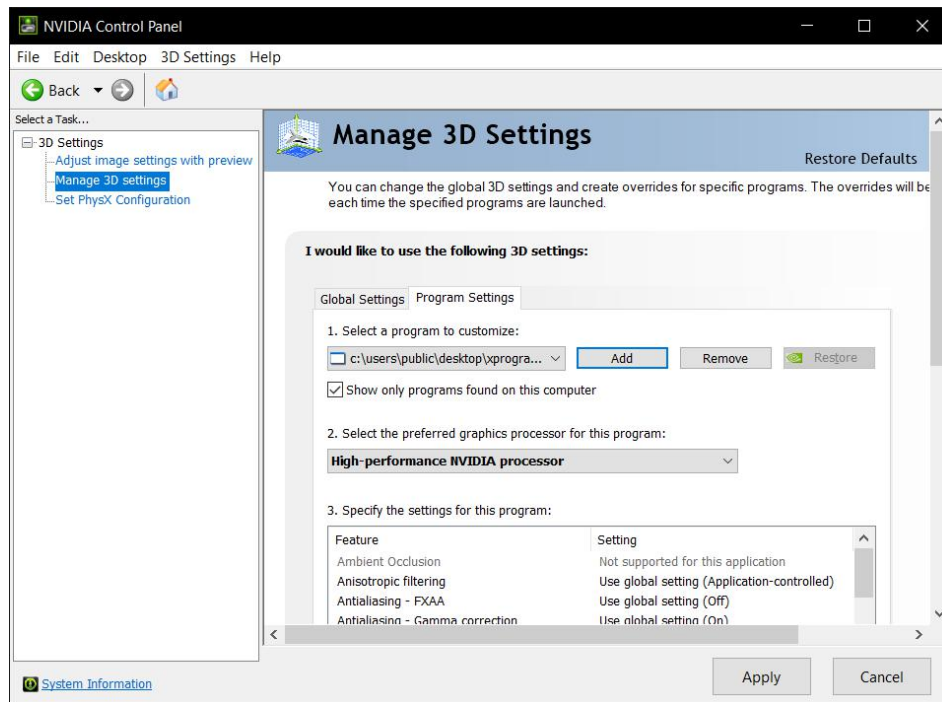 NVIDIA Control Panel
File Edit Desktop 3D Settings Help
Back
Select a Task...
3D Settings
Adjust image settings with preview
Manage 3D settings
Set PhysX Configuration
Manage 3D Settings
Restore Defaults
You can change the global 3D settings and create overrides for specific programs. The overrides will be
each time the specified programs are launched.
I would like to use the following 3D settings:
Global Settings Program Settings
1. Select a program to customize:
c:\users\public\desktop\xprogra... Add Remove Restore
Show only programs found on this computer
2. Select the preferred graphics processor for this program:
High-performance NVIDIA processor
3. Specify the settings for this program:
Feature Setting
Ambient Occlusion Not supported for this application
Anisotropic filtering Use global setting (Application-controlled)
Antialiasing - FXAA Use global setting (Off)
Antialiasing - Gamma correction Use global setting (On)
System Information
Apply Cancel